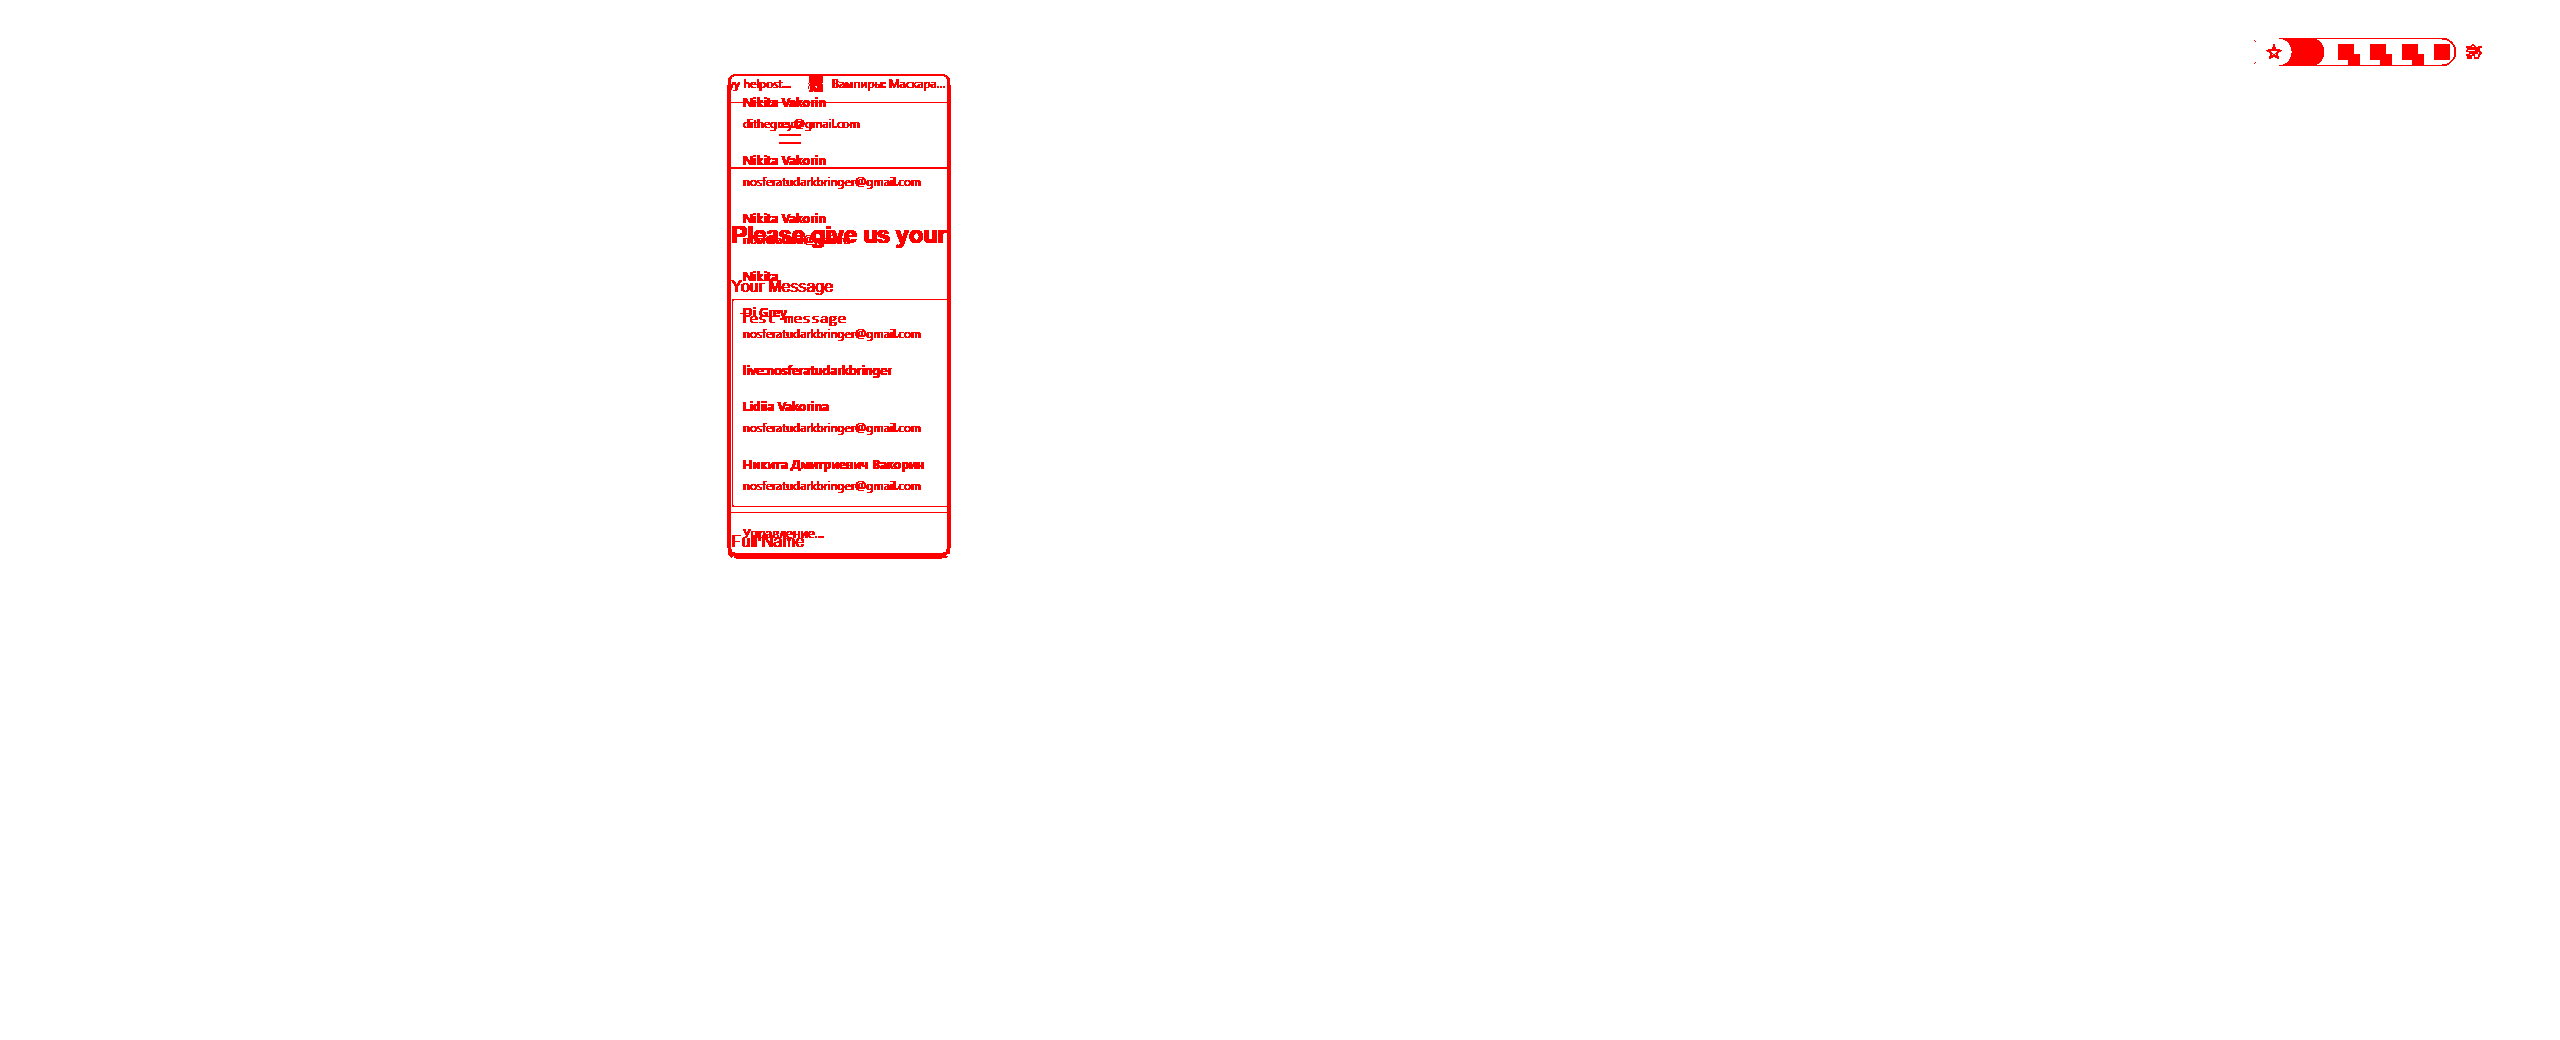 yy helpost... Вампиры: Маскара...
Nikita Vakorin
dithegrey@gmail.com
Nikita Vakorin
nosferatudarkbringer@gmail.com
Nikita Vakorin
Please give us your
Nikita
Your Message
Di Grey
Test message
nosferatudarkbringer@gmail.com
live:nosferatudarkbringer
Lidiia Vakorina
nosferatudarkbringer@gmail.com
Никита Дмитриевич Вакорин
nosferatudarkbringer@gmail.com
Управление...
Full Name